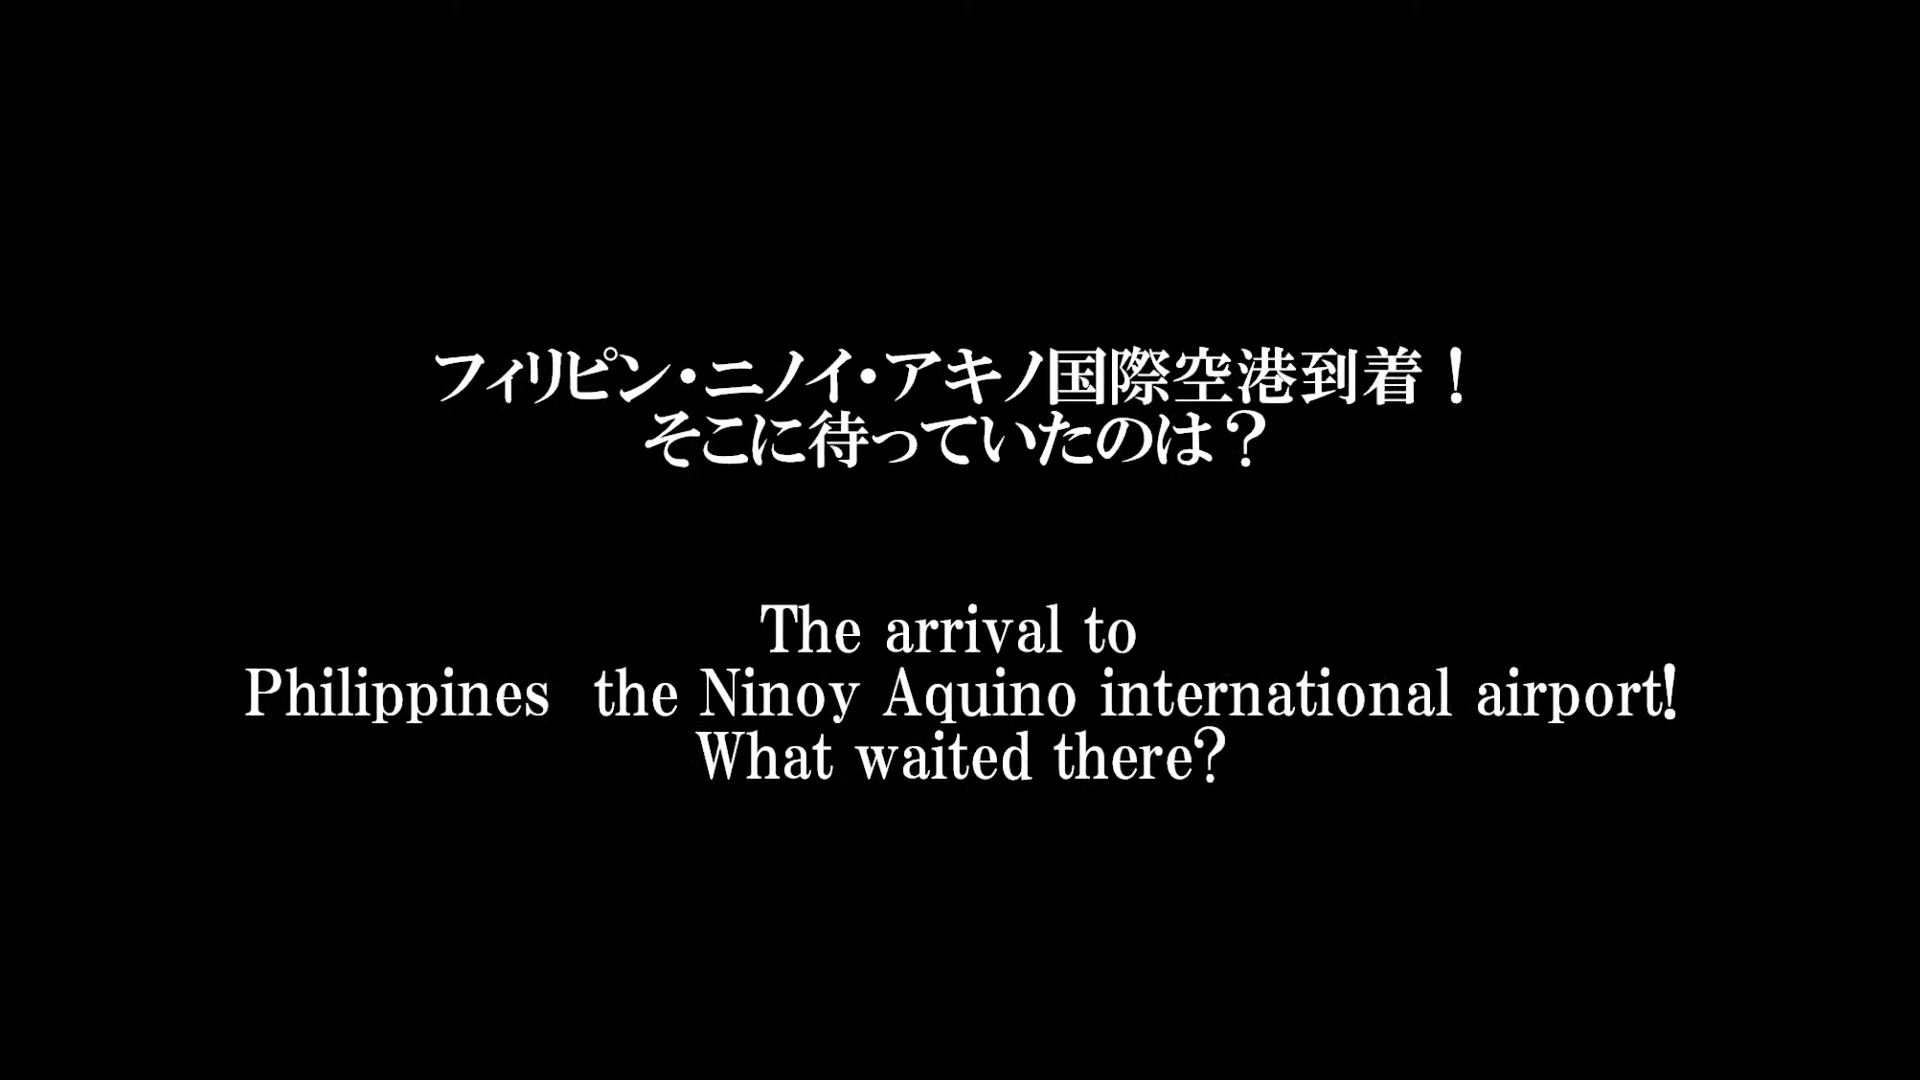 フィリピン・ニノイ・アキノ国際空港到着！
そこに待っていたのは？
The arrival to
Philippines  the Ninoy Aquino international airport!
What waited there?